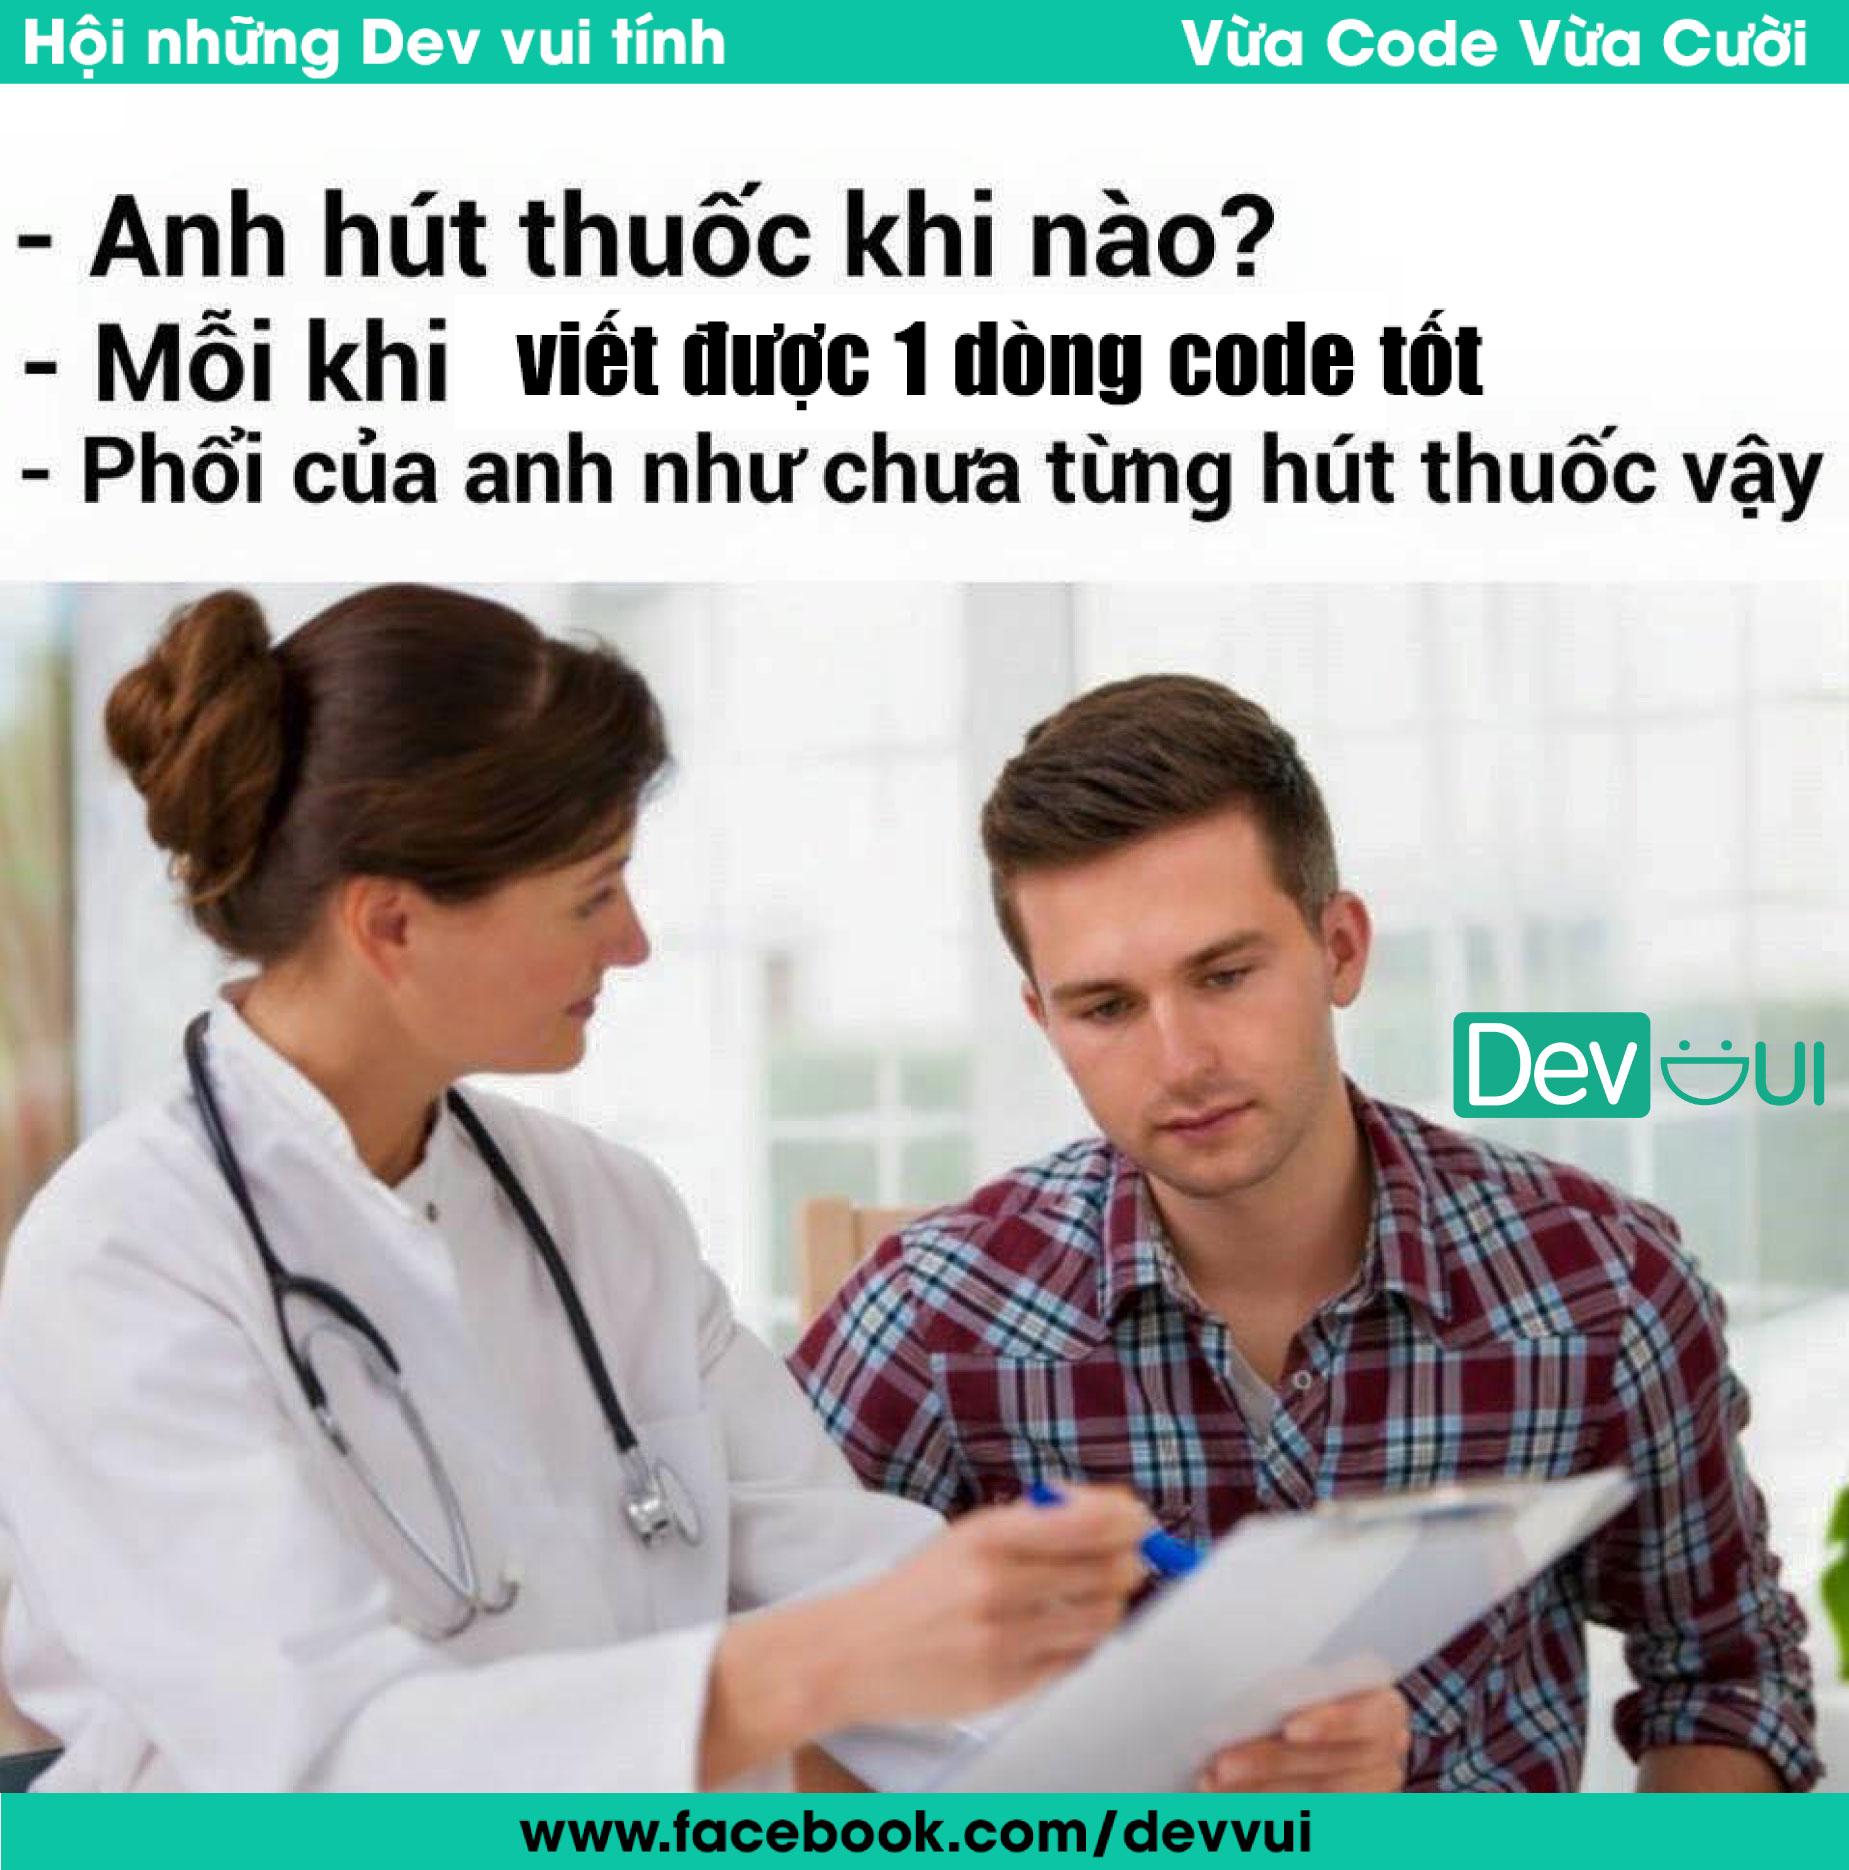 Hội những Dev vui tính
Vừa Code Vừa Cười
- Anh hút thuốc khi nào?
- Mỗi khi viết được 1 dòng code tốt
- Phổi của anh như chưa từng hút thuốc vậy
Dev vui
www.facebook.com/devvui